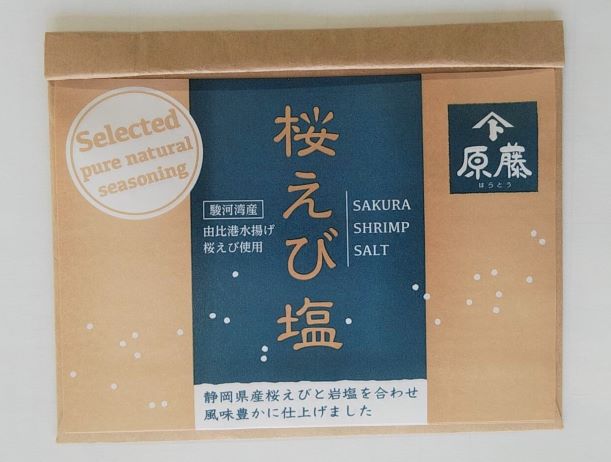 Selected
pure natural
seasoning
桜えび塩
駿河湾産
由比港水揚げ
桜えび使用
SAKURA
SHRIMP
SALT
ト
原藤
はらとう
静岡県産桜えびと岩塩を合わせ
風味豊かに仕上げました